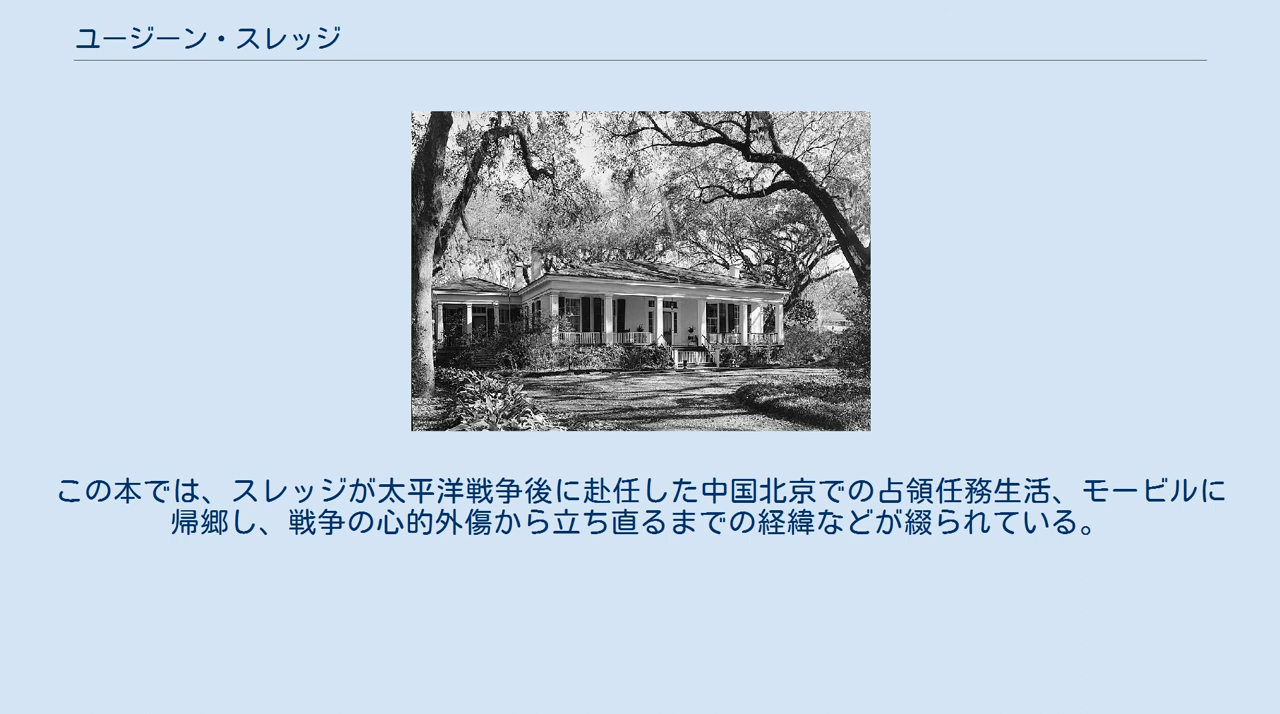 ユージーン・スレッジ
この本では、スレッジが太平洋戦争後に赴任した中国北京での占領任務生活、モービルに
帰郷し、戦争の心的外傷から立ち直るまでの経緯などが綴られている。